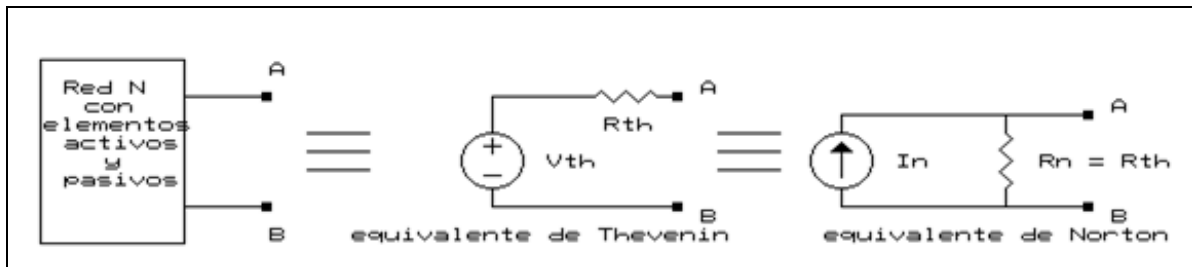 Red N
con
elementos
activos
y
pasivos
A
B
Rth
Vth
A
B
equivalente de Thevenin
In
Rn = Rth
A
B
equivalente de Norton